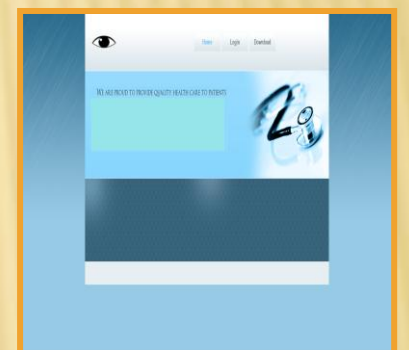 Home Login Download
WE ARE PROUD TO PROVIDE QUALITY HEALTH CARE TO PATIENTS